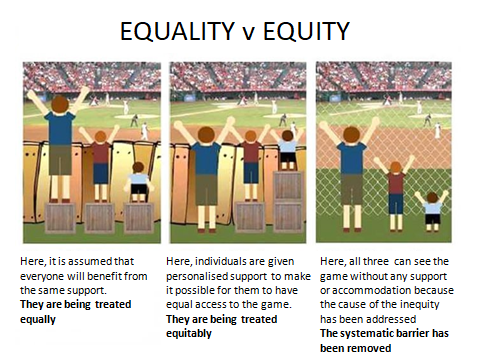 EQUALITY v EQUITY
Here, it is assumed that
everyone will benefit from
the same support.
They are being treated
equally
Here, individuals are given
personalised support to make
it possible for them to have
equal access to the game.
They are being treated
equitably
Here, all three can see the
game without any support
or accommodation because
the cause of the inequity
has been addressed
The systematic barrier has
been removed